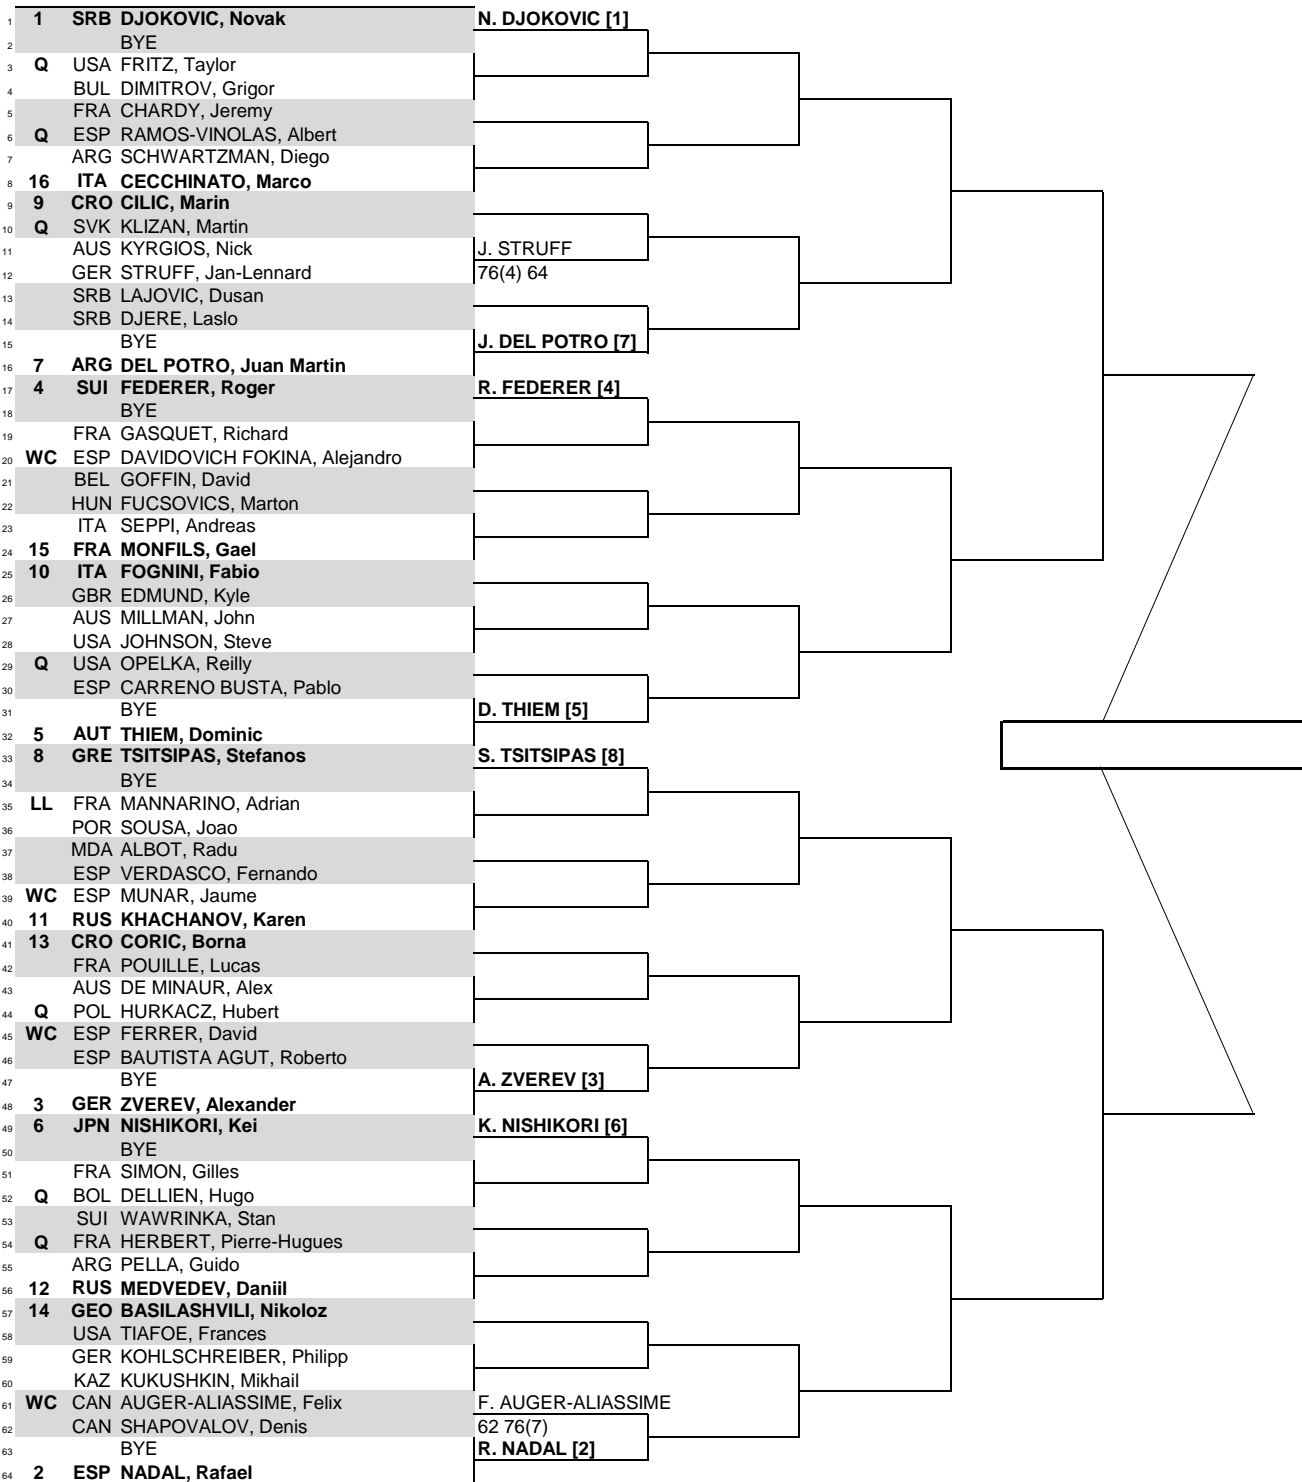 1 1 SRB DJOKOVIC, Novak N. DJOKOVIC [1]
2 BYE
3 Q USA FRITZ, Taylor
4 BUL DIMITROV, Grigor
5 FRA CHARDY, Jeremy
6 Q ESP RAMOS-VINOLAS, Albert
7 ARG SCHWARTZMAN, Diego
8 16 ITA CECCHINATO, Marco
9 9 CRO CILIC, Marin
10 Q SVK KLIZAN, Martin
11 AUS KYRGIOS, Nick J. STRUFF
12 GER STRUFF, Jan-Lennard 76(4) 64
13 SRB LAJOVIC, Dusan
14 SRB DJERE, Laslo
15 BYE J. DEL POTRO [7]
16 7 ARG DEL POTRO, Juan Martin
17 4 SUI FEDERER, Roger R. FEDERER [4]
18 BYE
19 FRA GASQUET, Richard
20 WC ESP DAVIDOVICH FOKINA, Alejandro
21 BEL GOFFIN, David
22 HUN FUCSOVICS, Marton
23 ITA SEPPI, Andreas
24 15 FRA MONFILS, Gael
25 10 ITA FOGNINI, Fabio
26 GBR EDMUND, Kyle
27 AUS MILLMAN, John
28 USA JOHNSON, Steve
29 Q USA OPELKA, Reilly
30 ESP CARRENO BUSTA, Pablo
31 BYE D. THIEM [5]
32 5 AUT THIEM, Dominic
33 8 GRE TSITSIPAS, Stefanos S. TSITSIPAS [8]
34 BYE
35 LL FRA MANNARINO, Adrian
36 POR SOUSA, Joao
37 MDA ALBOT, Radu
38 ESP VERDASCO, Fernando
39 WC ESP MUNAR, Jaume
40 11 RUS KHACHANOV, Karen
41 13 CRO CORIC, Borna
42 FRA POUILLE, Lucas
43 AUS DE MINAUR, Alex
44 Q POL HURKACZ, Hubert
45 WC ESP FERRER, David
46 ESP BAUTISTA AGUT, Roberto
47 BYE A. ZVEREV [3]
48 3 GER ZVEREV, Alexander
49 6 JPN NISHIKORI, Kei K. NISHIKORI [6]
50 BYE
51 FRA SIMON, Gilles
52 Q BOL DELLIEN, Hugo
53 SUI WAWRINKA, Stan
54 Q FRA HERBERT, Pierre-Hugues
55 ARG PELLA, Guido
56 12 RUS MEDVEDEV, Daniil
57 14 GEO BASILASHVILI, Nikoloz
58 USA TIAFOE, Frances
59 GER KOHLSCHREIBER, Philipp
60 KAZ KUKUSHKIN, Mikhail
61 WC CAN AUGER-ALIASSIME, Felix F. AUGER-ALIASSIME
62 CAN SHAPOVALOV, Denis 62 76(7)
63 BYE R. NADAL [2]
64 2 ESP NADAL, Rafael